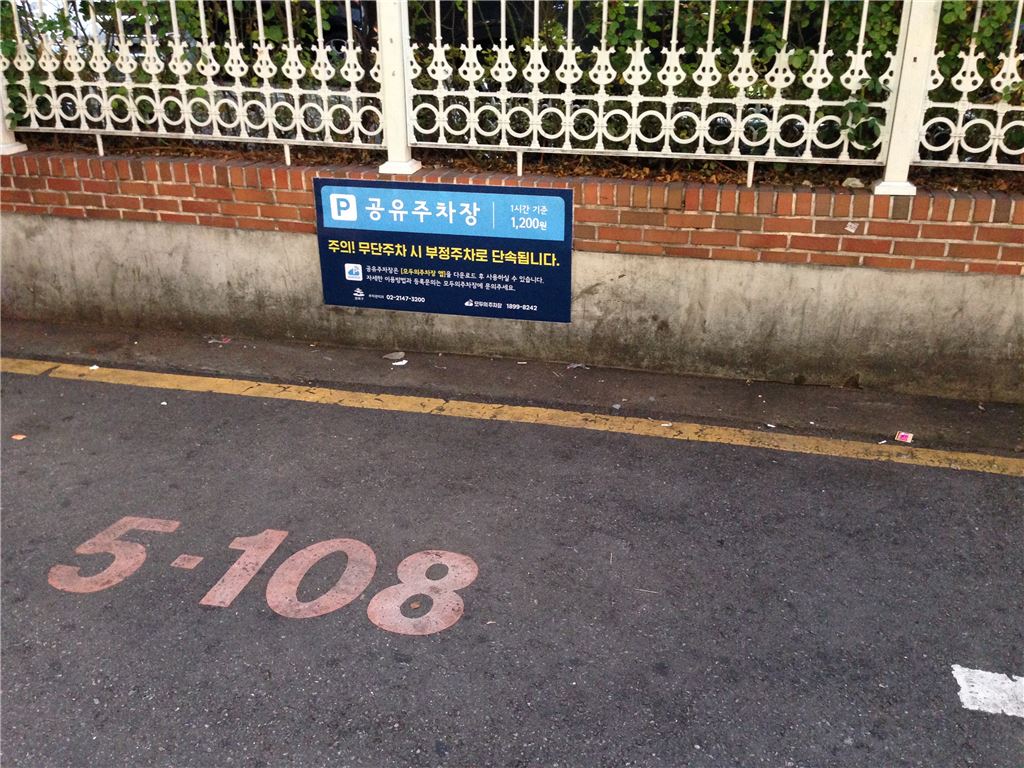 P 공유주차장 1시간 기준
1,200원
주의! 무단주차 시 부정주차로 단속됩니다.
공유주차장은 [모두의주차장 앱]을 다운로드 후 사용하실 수 있습니다.
자세한 이용방법과 등록문의는 모두의주차장에 문의주세요.
02-2147-3200 모두의주차장 1899-8242
5-108